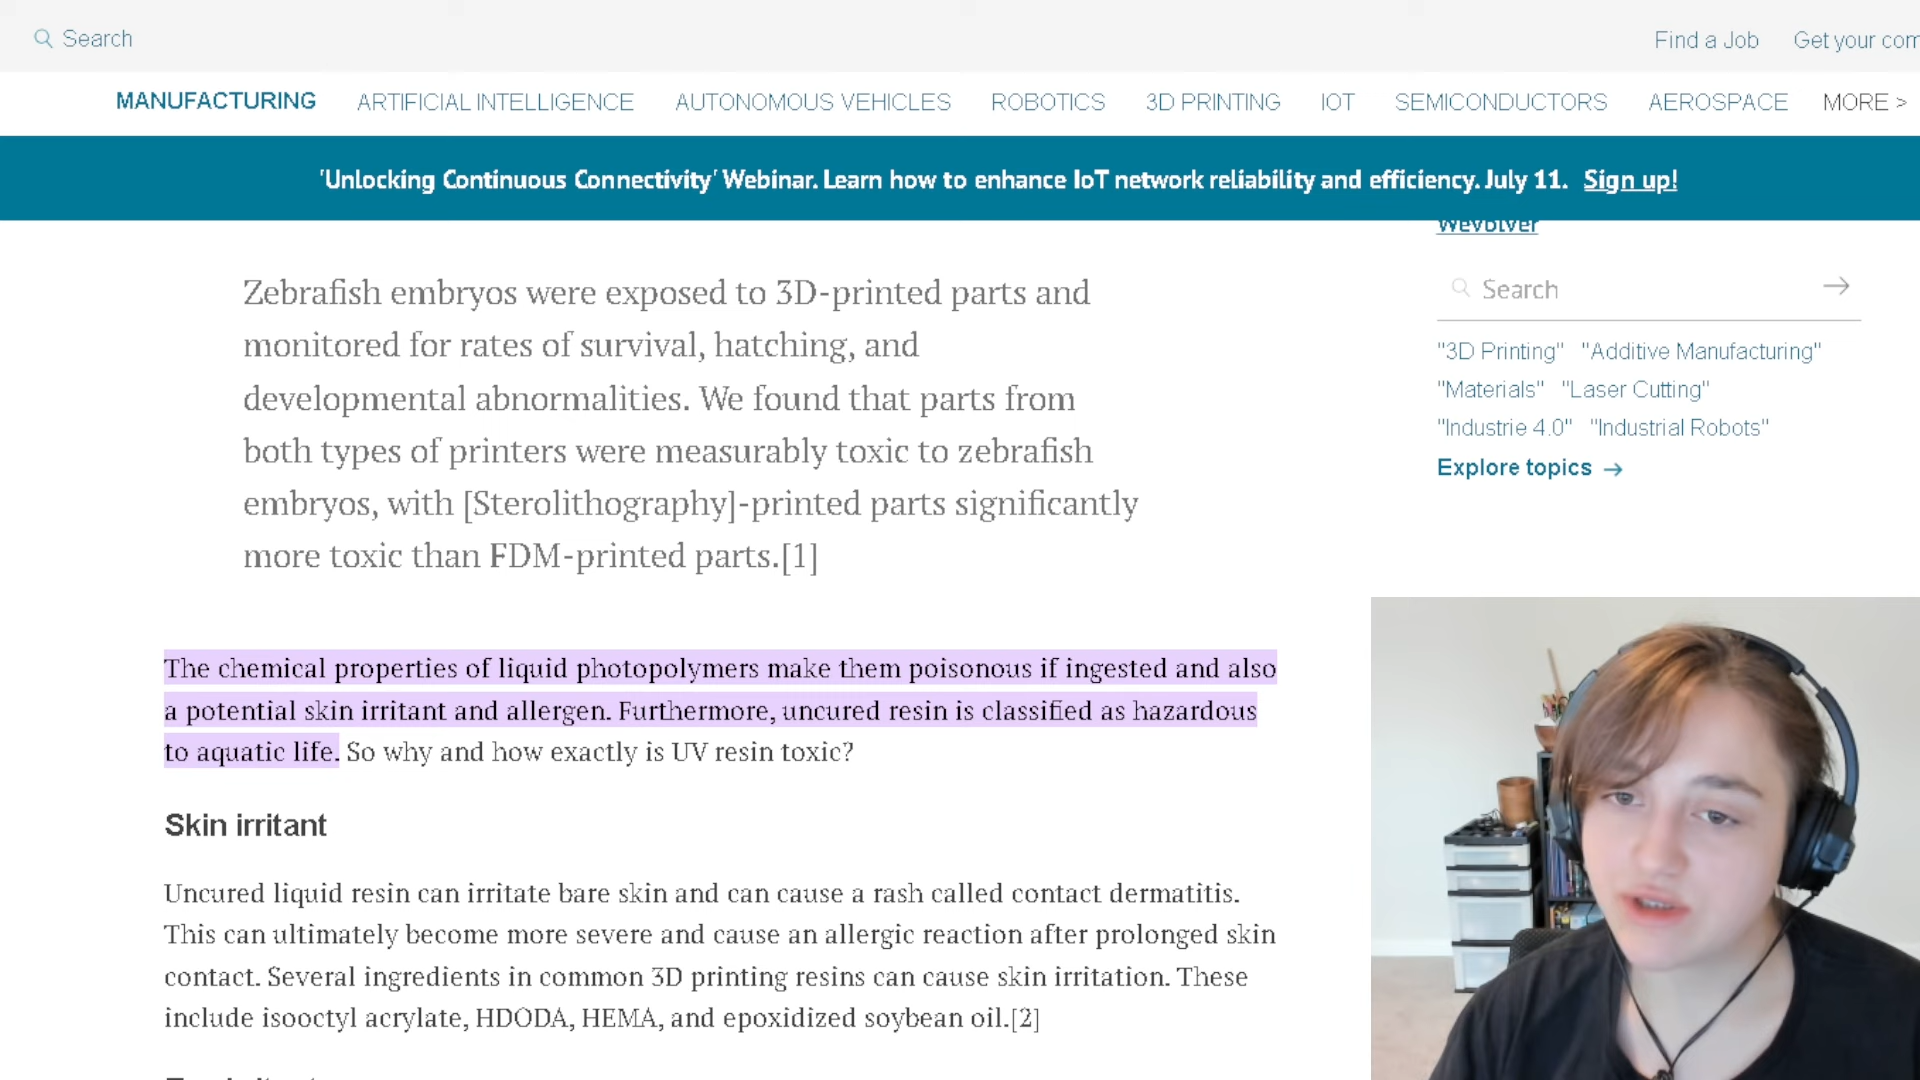 Search
Find a Job Get your com
MANUFACTURING ARTIFICIAL INTELLIGENCE AUTONOMOUS VEHICLES ROBOTICS 3D PRINTING IOT SEMICONDUCTORS AEROSPACE MORE >
'Unlocking Continuous Connectivity' Webinar. Learn how to enhance IoT network reliability and efficiency. July 11. Sign up!
Wevolver
Search
"3D Printing" "Additive Manufacturing"
"Materials" "Laser Cutting"
"Industrie 4.0" "Industrial Robots"
Explore topics →
Zebrafish embryos were exposed to 3D-printed parts and
monitored for rates of survival, hatching, and
developmental abnormalities. We found that parts from
both types of printers were measurably toxic to zebrafish
embryos, with [Sterolithography]-printed parts significantly
more toxic than FDM-printed parts.[1]
The chemical properties of liquid photopolymers make them poisonous if ingested and also
a potential skin irritant and allergen. Furthermore, uncured resin is classified as hazardous
to aquatic life. So why and how exactly is UV resin toxic?
Skin irritant
Uncured liquid resin can irritate bare skin and can cause a rash called contact dermatitis.
This can ultimately become more severe and cause an allergic reaction after prolonged skin
contact. Several ingredients in common 3D printing resins can cause skin irritation. These
include isooctyl acrylate, HDODA, HEMA, and epoxidized soybean oil.[2]